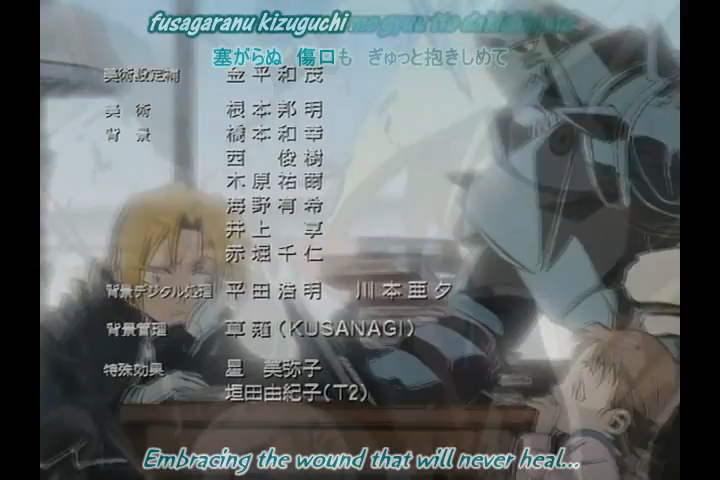 fusagaranu kizuguchi mo gyuu tto dakishimete
塞がらぬ 傷口も ぎゅっと抱きしめて
美術設定補 金平和茂
美術 根本邦明
背景 橋本和幸
西 俊樹
木原祐爾
海野有希
井上 享
赤堀千仁
背景デジタル処理 平田浩明 川本亜夕
背景管理 草薙(KUSANAGI)
特殊効果 星 美弥子
垣田由紀子(T2)
Embracing the wound that will never heal...